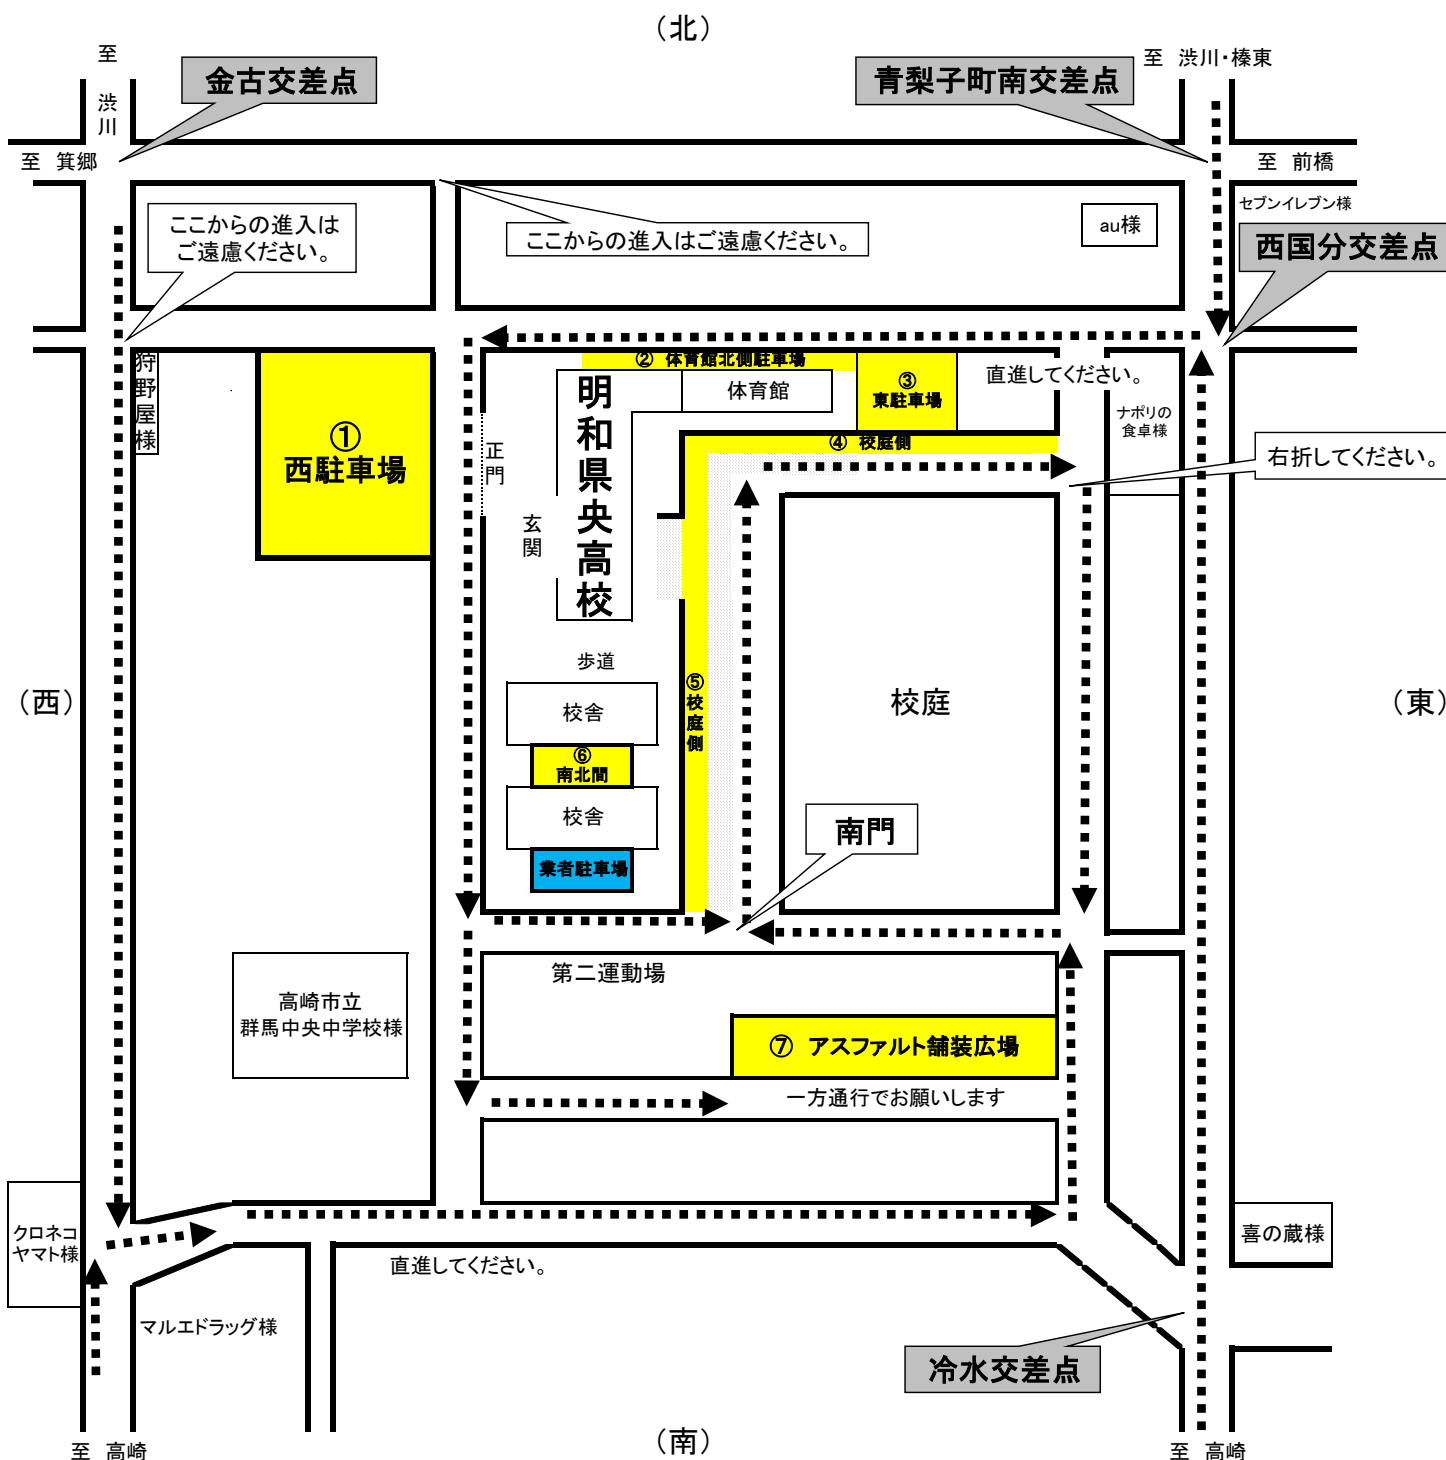 （北）
至
渋
川
金古交差点
青梨子町南交差点
至 渋川・榛東
至 箕郷
至 前橋
ここからの進入は
ご遠慮ください。
ここからの進入はご遠慮ください。
au様
セブンイレブン様
西国分交差点
狩野屋様
① 
西駐車場
② 体育館北側駐車場
体育館
③
東駐車場
直進してください。
ナポリの
食卓様
明和県央高校
正門
玄関
④ 校庭側
右折してください。
歩道
（西）
（東）
校舎
⑤校庭側
校庭
⑥
南北間
校舎
南門
業者駐車場
第二運動場
高崎市立
群馬中央中学校様
⑦ アスファルト舗装広場
一方通行でお願いします
クロネコ
ヤマト様
喜の蔵様
直進してください。
マルエドラッグ様
冷水交差点
至 高崎
（南）
至 高崎